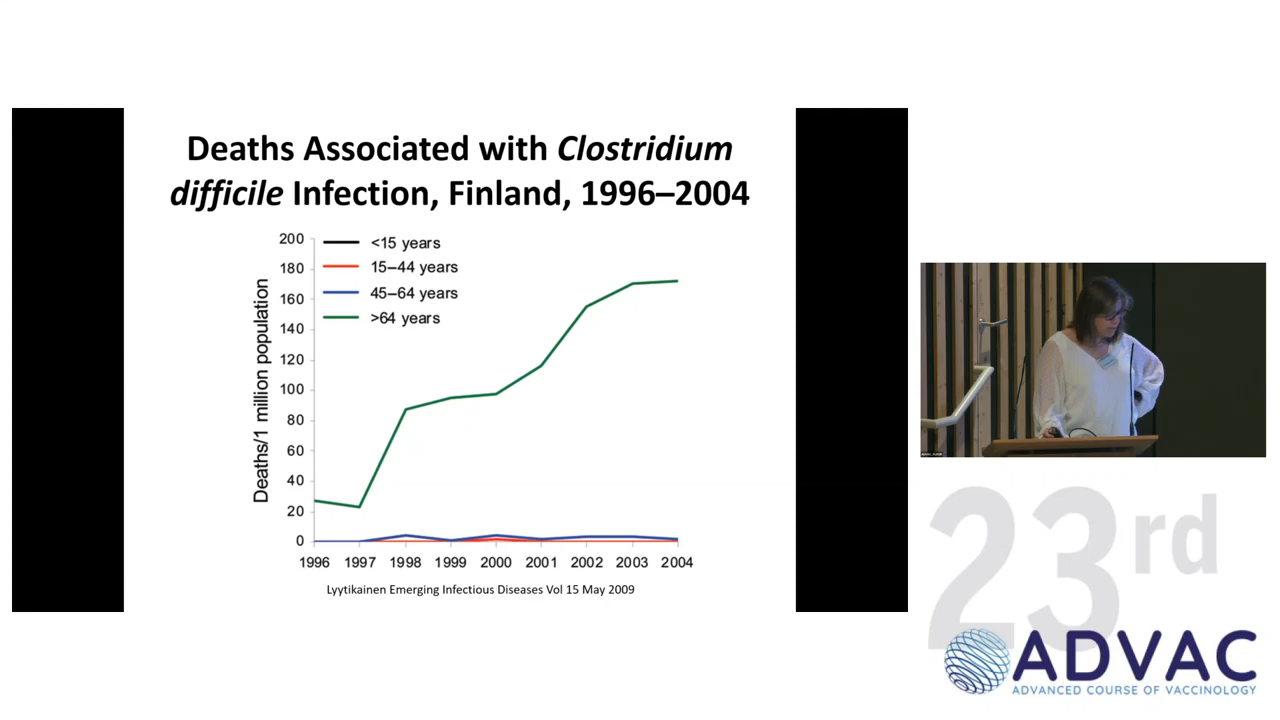 Deaths Associated with Clostridium
difficile Infection, Finland, 1996–2004
<15 years
15–44 years
45–64 years
>64 years
Deaths/1 million population
200
180
160
140
120
100
80
60
40
20
0
1996 1997 1998 1999 2000 2001 2002 2003 2004
Lyytikainen Emerging Infectious Diseases Vol 15 May 2009
23rd
ADVAC
ADVANCED COURSE OF VACCINOLOGY